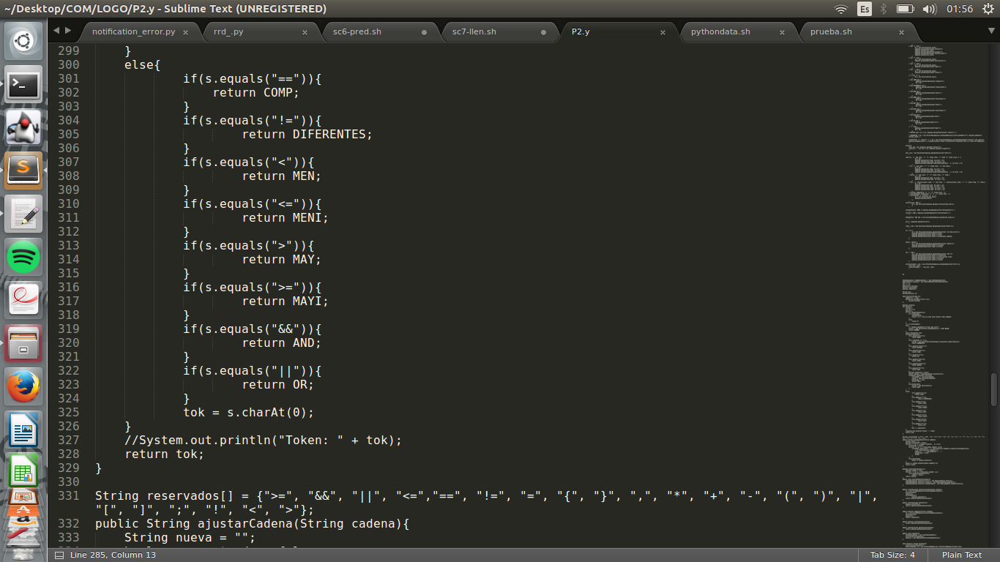 ~/Desktop/COM/LOGO/P2.y - Sublime Text (UNREGISTERED)
Es
01:56
notification_error.py
rrd_.py
sc6-pred.sh
sc7-llen.sh
P2.y
pythondata.sh
prueba.sh
299 }
300 else{
301 if(s.equals("==")){
302 return COMP;
303 }
304 if(s.equals("!=")){
305 return DIFERENTES;
306 }
307 if(s.equals("<")){
308 return MEN;
309 }
310 if(s.equals("<=")){
311 return MENI;
312 }
313 if(s.equals(">")){
314 return MAY;
315 }
316 if(s.equals(">=")){
317 return MAYI;
318 }
319 if(s.equals("&&")){
320 return AND;
321 }
322 if(s.equals("||")){
323 return OR;
324 }
325 tok = s.charAt(0);
326 }
327 //System.out.println("Token: " + tok);
328 return tok;
329 }
330
331 String reservados[] = {">=", "&&", "||", "<=","==", "!=", "=", "{", "}", ",", "*", "+", "-", "(", ")", "|",
"[", "]", ";", "!", "<", ">"};
332 public String ajustarCadena(String cadena){
333 String nueva = "";
Line 285, Column 13
Tab Size: 4
Plain Text